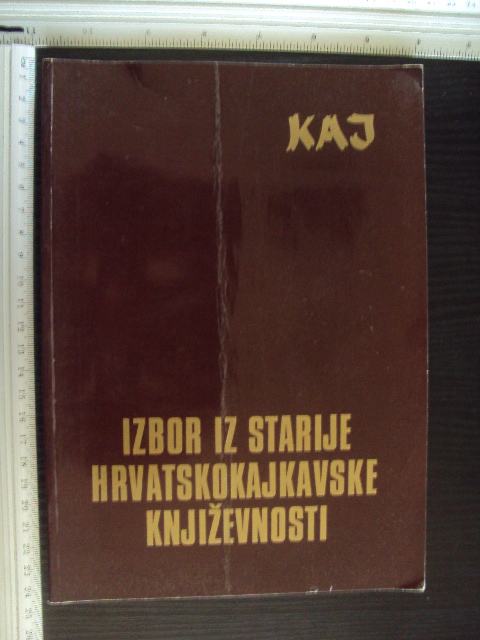 KAJ
IZBOR IZ STARIJE
HRVATSKOKAJKAVSKE
KNJIŽEVNOSTI